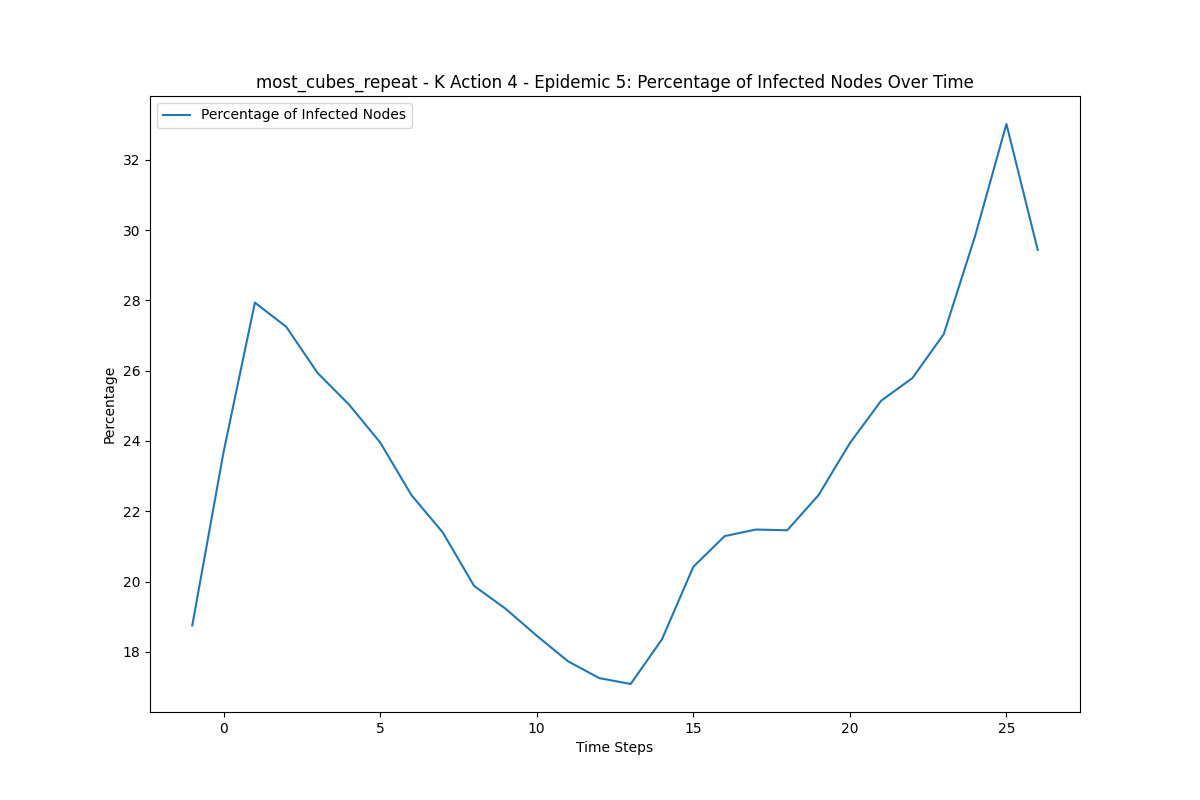 most_cubes_repeat - K Action 4 - Epidemic 5: Percentage of Infected Nodes Over Time
Percentage of Infected Nodes
32
30
28
26
24
22
20
18
Percentage
0 5 10 15 20 25
Time Steps